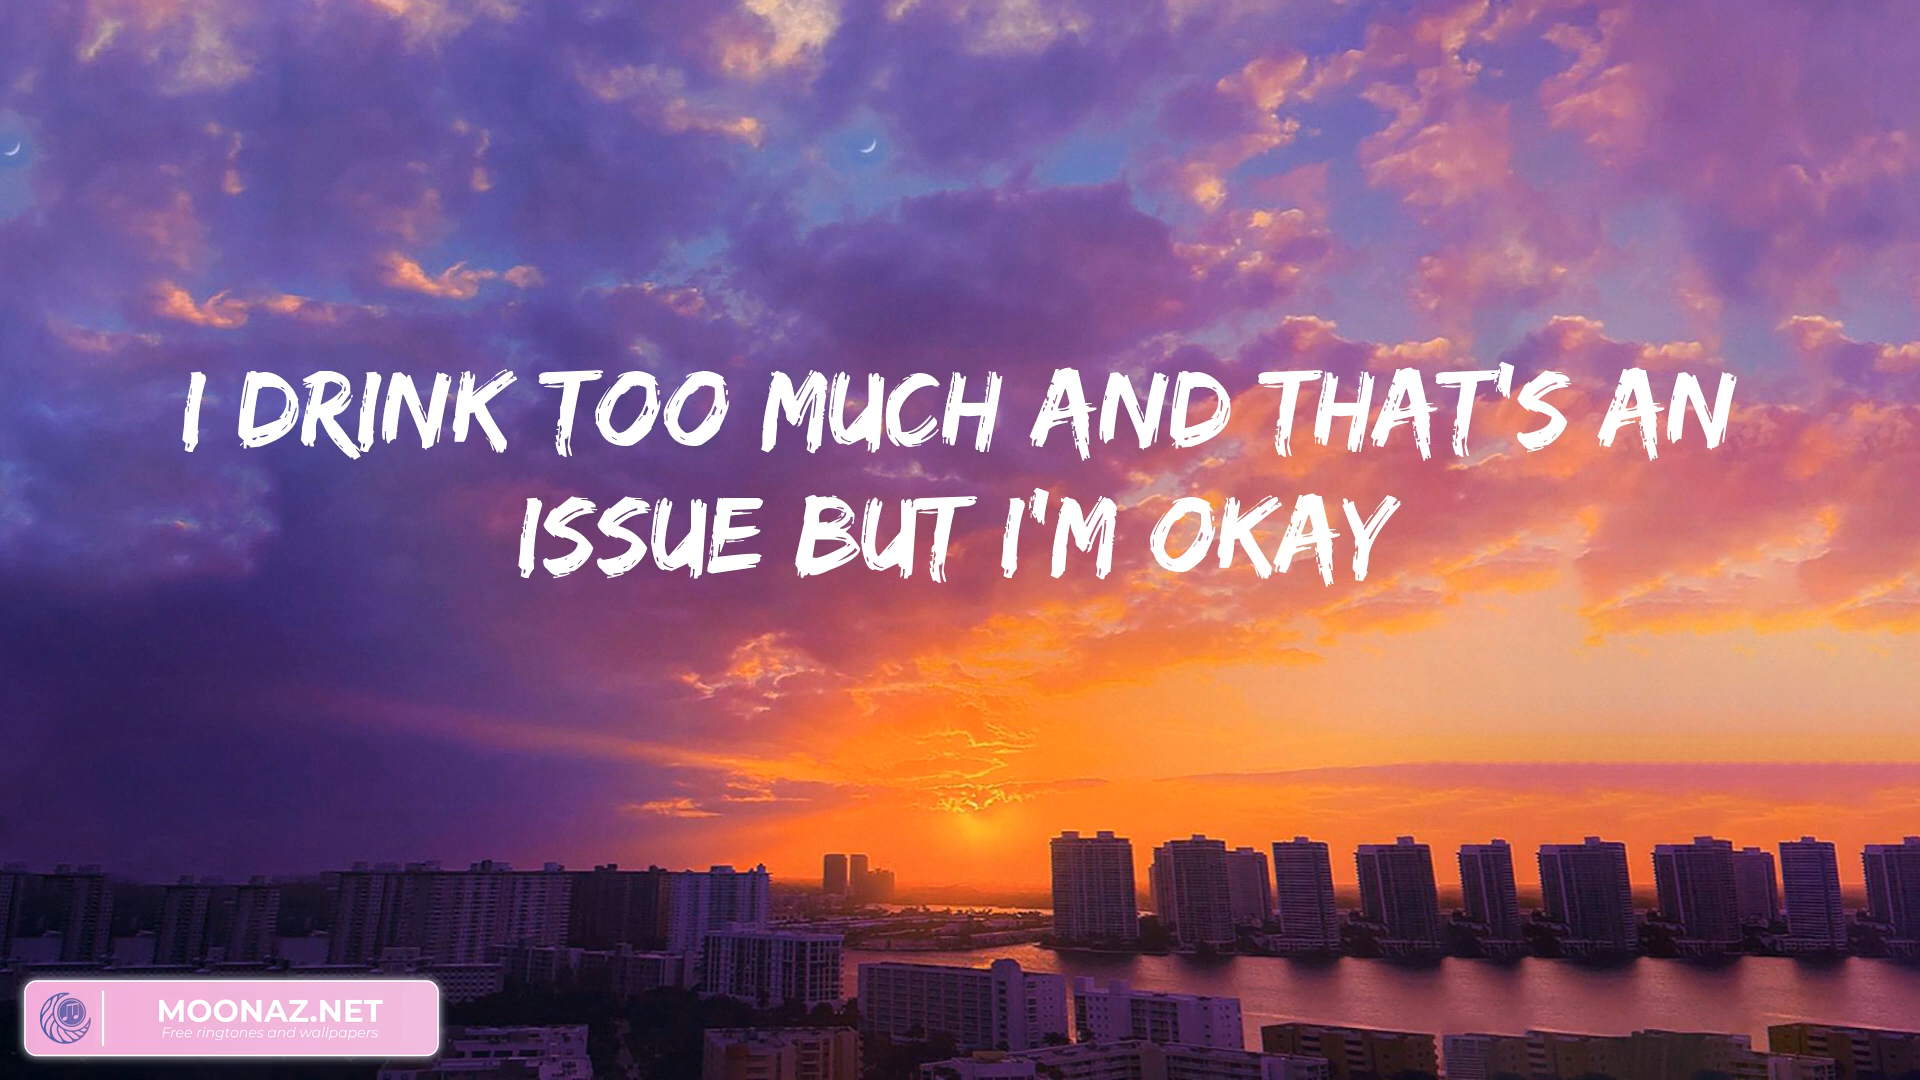 I DRINK TOO MUCH AND THAT'S AN
ISSUE BUT I'M OKAY
MOONAZ.NET
Free ringtones and wallpapers